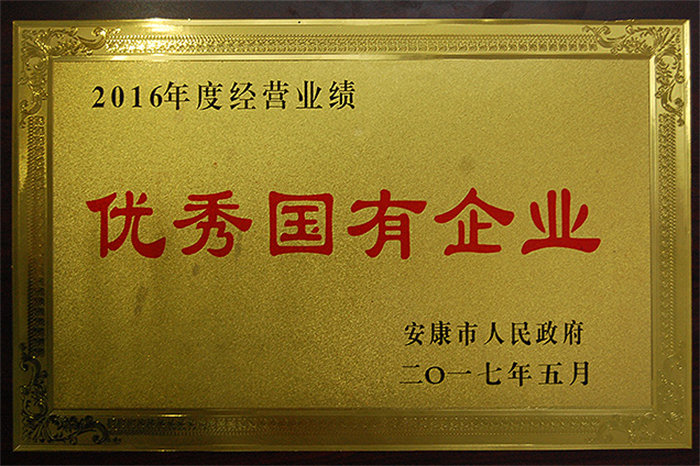 2016年度经营业绩
优秀国有企业
安康市人民政府
二〇一七年五月